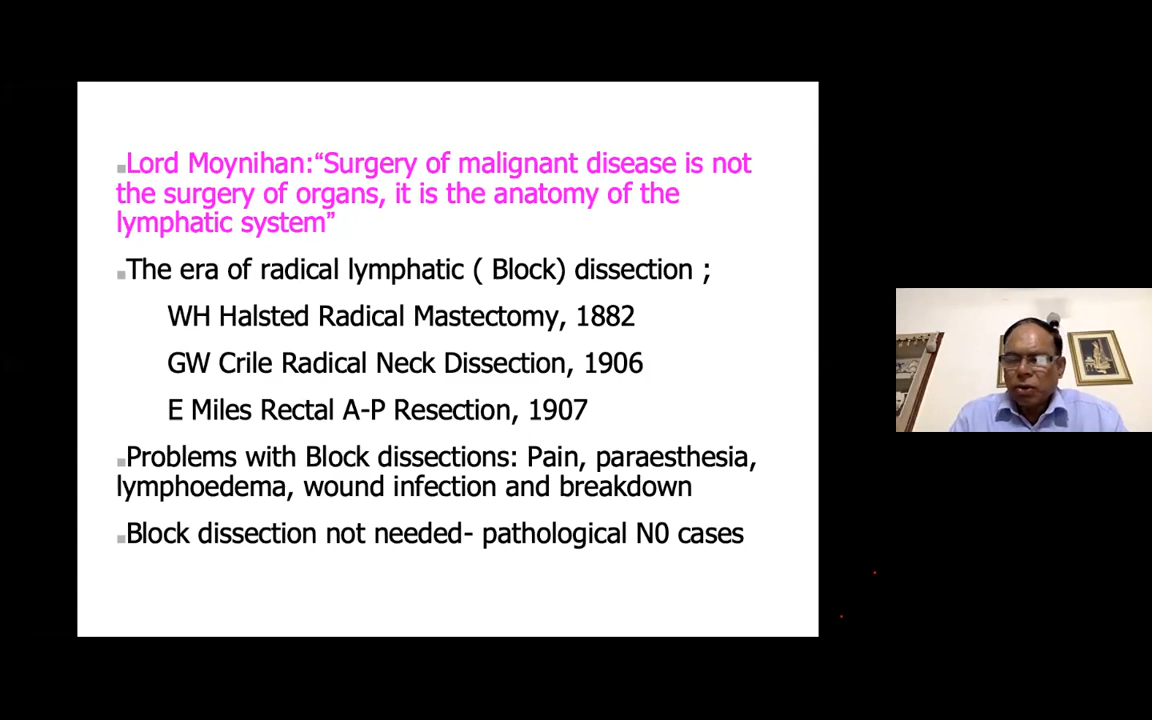 Lord Moynihan:“Surgery of malignant disease is not
the surgery of organs, it is the anatomy of the
lymphatic system”
The era of radical lymphatic ( Block) dissection ;
WH Halsted Radical Mastectomy, 1882
GW Crile Radical Neck Dissection, 1906
E Miles Rectal A-P Resection, 1907
Problems with Block dissections: Pain, paraesthesia,
lymphoedema, wound infection and breakdown
Block dissection not needed- pathological N0 cases